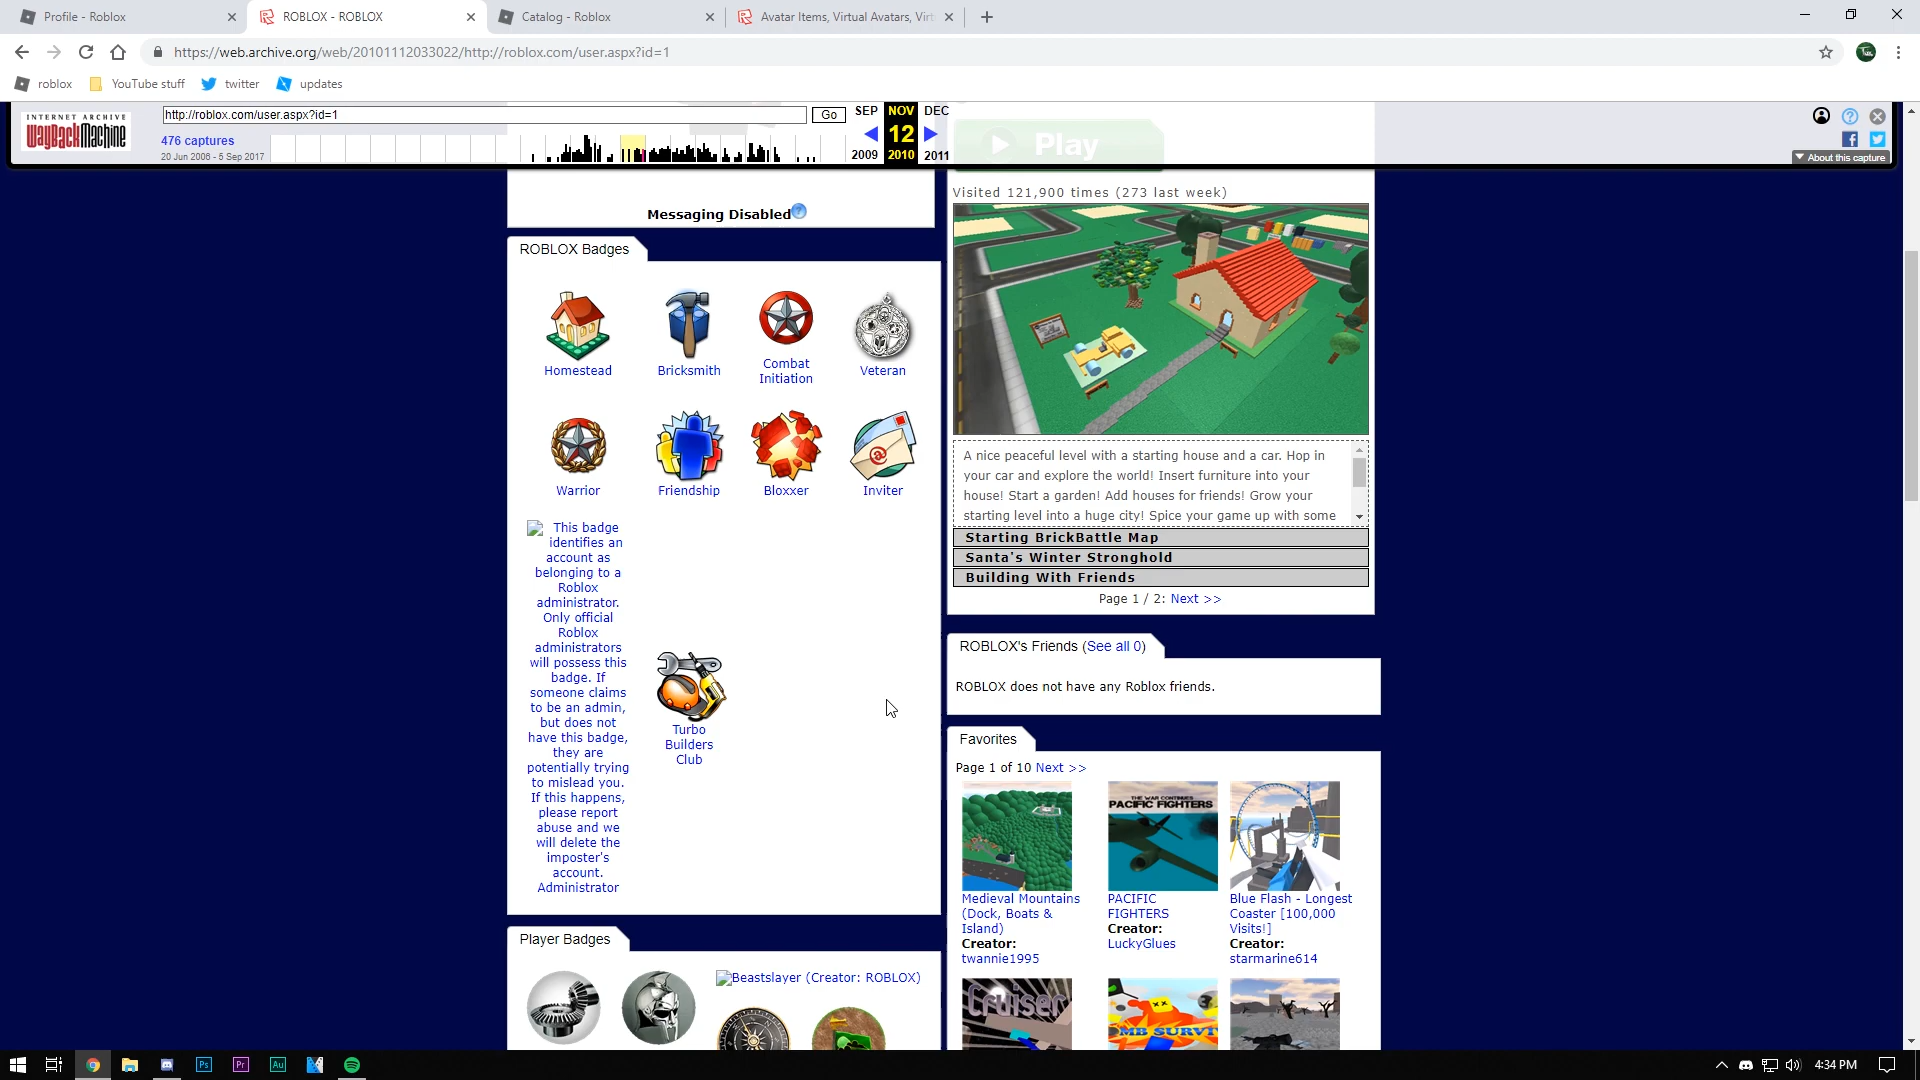 Profile - Roblox
ROBLOX - ROBLOX
Catalog - Roblox
Avatar Items, Virtual Avatars, Virt
https://web.archive.org/web/20101112033022/http://roblox.com/user.aspx?id=1
roblox
YouTube stuff
twitter
updates
INTERNET ARCHIVE
WayBackMachine
http://roblox.com/user.aspx?id=1
Go
SEP NOV DEC
12
2009 2010 2011
476 captures
20 Jun 2006 - 6 Sep 2017
About this capture
Play
Messaging Disabled
ROBLOX Badges
Homestead
Bricksmith
Combat
Initiation
Veteran
Warrior
Friendship
Bloxxer
Inviter
This badge
identifies an
account as
belonging to a
Roblox
administrator.
Only official
Roblox
administrators
will possess this
badge. If
someone claims
to be an admin,
but does not
have this badge,
they are
potentially trying
to mislead you.
If this happens,
please report
abuse and we
will delete the
imposter's
account.
Administrator
Turbo
Builders
Club
Player Badges
Beastslayer (Creator: ROBLOX)
Visited 121,900 times (273 last week)
A nice peaceful level with a starting house and a car. Hop in
your car and explore the world! Insert furniture into your
house! Start a garden! Add houses for friends! Grow your
starting level into a huge city! Spice your game up with some
Starting BrickBattle Map
Santa's Winter Stronghold
Building With Friends
Page 1 / 2: Next >>
ROBLOX's Friends (See all 0)
ROBLOX does not have any Roblox friends.
Favorites
Page 1 of 10 Next >>
THE WAR CONTINUES
PACIFIC FIGHTERS
Medieval Mountains
(Dock, Boats &
Island)
Creator:
twannie1995
PACIFIC
FIGHTERS
Creator:
LuckyGlues
Blue Flash - Longest
Coaster [100,000
Visits!]
Creator:
starmarine614
Cruiser
MB SURVI
Ps
Pr
Au
4:34 PM